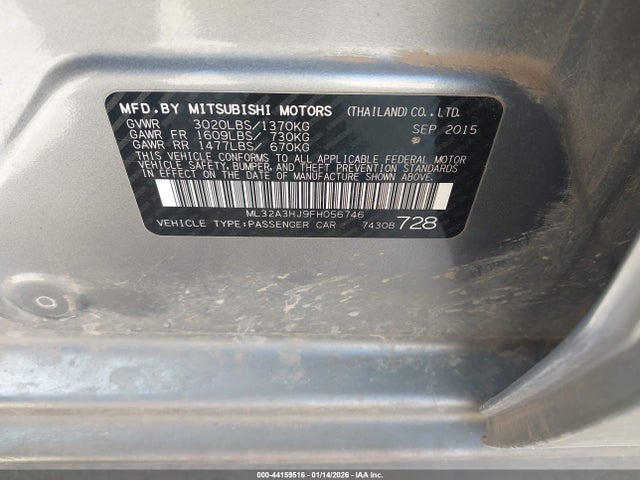 MFD.BY MITSUBISHI MOTORS (THAILAND)CO.,LTD.
GVWR 3020LBS/1370KG SEP 2015
GAWR FR 1609LBS/ 730KG
GAWR RR 1477LBS/ 670KG
THIS VEHICLE CONFORMS TO ALL APPLICABLE FEDERAL MOTOR
VEHICLE SAFETY, BUMPER, AND THEFT PREVENTION STANDARDS
IN EFFECT ON THE DATE OF MANUFACTURE SHOWN ABOVE.
ML32A3HJ9FH056746
VEHICLE TYPE:PASSENGER CAR 7430B 728
000-44159516 - 01/14/2026 - IAA Inc.